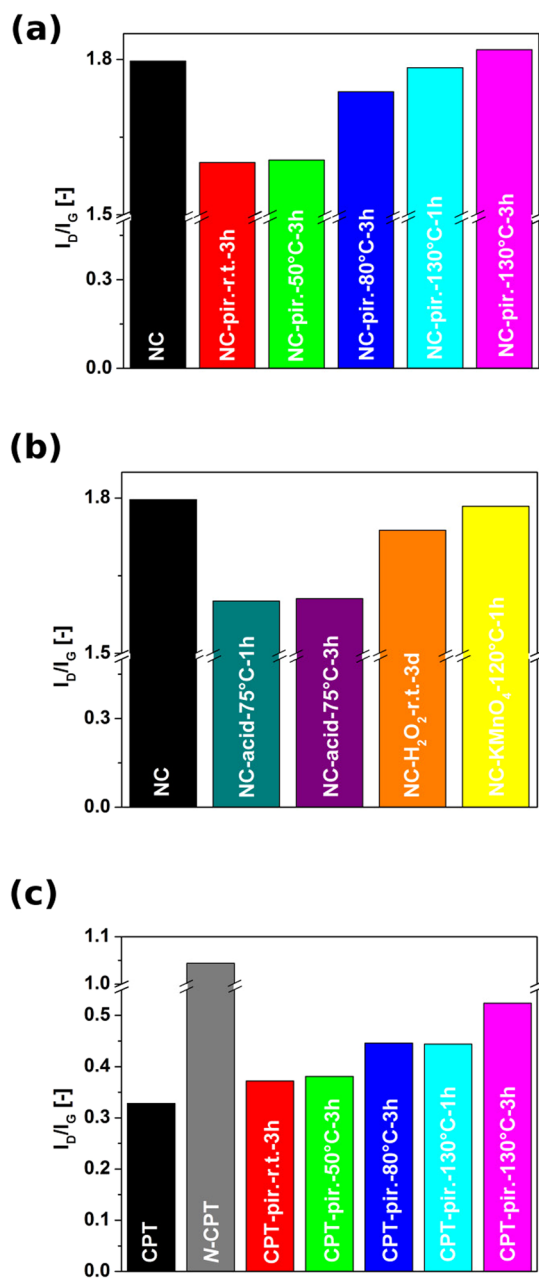 (a)
I_D/I_G [-]
1.8
1.5
0.3
0.0
NC
NC-pir.-r.t.-3h
NC-pir.-50°C-3h
NC-pir.-80°C-3h
NC-pir.-130°C-1h
NC-pir.-130°C-3h
(b)
I_D/I_G [-]
1.8
1.5
0.3
0.0
NC
NC-acid-75°C-1h
NC-acid-75°C-3h
NC-H₂O₂-r.t.-3d
NC-KMnO₄-120°C-1h
(c)
I_D/I_G [-]
1.1
1.0
0.5
0.4
0.3
0.2
0.1
0.0
CPT
N-CPT
CPT-pir.-r.t.-3h
CPT-pir.-50°C-3h
CPT-pir.-80°C-3h
CPT-pir.-130°C-1h
CPT-pir.-130°C-3h